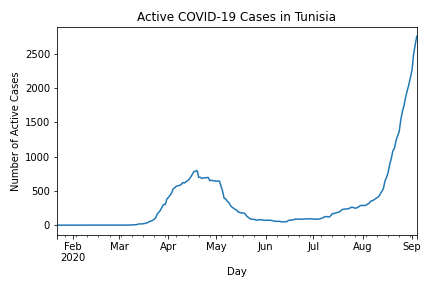 Active COVID-19 Cases in Tunisia
Number of Active Cases
2500
2000
1500
1000
500
0
Feb Mar Apr May Jun Jul Aug Sep
2020
Day